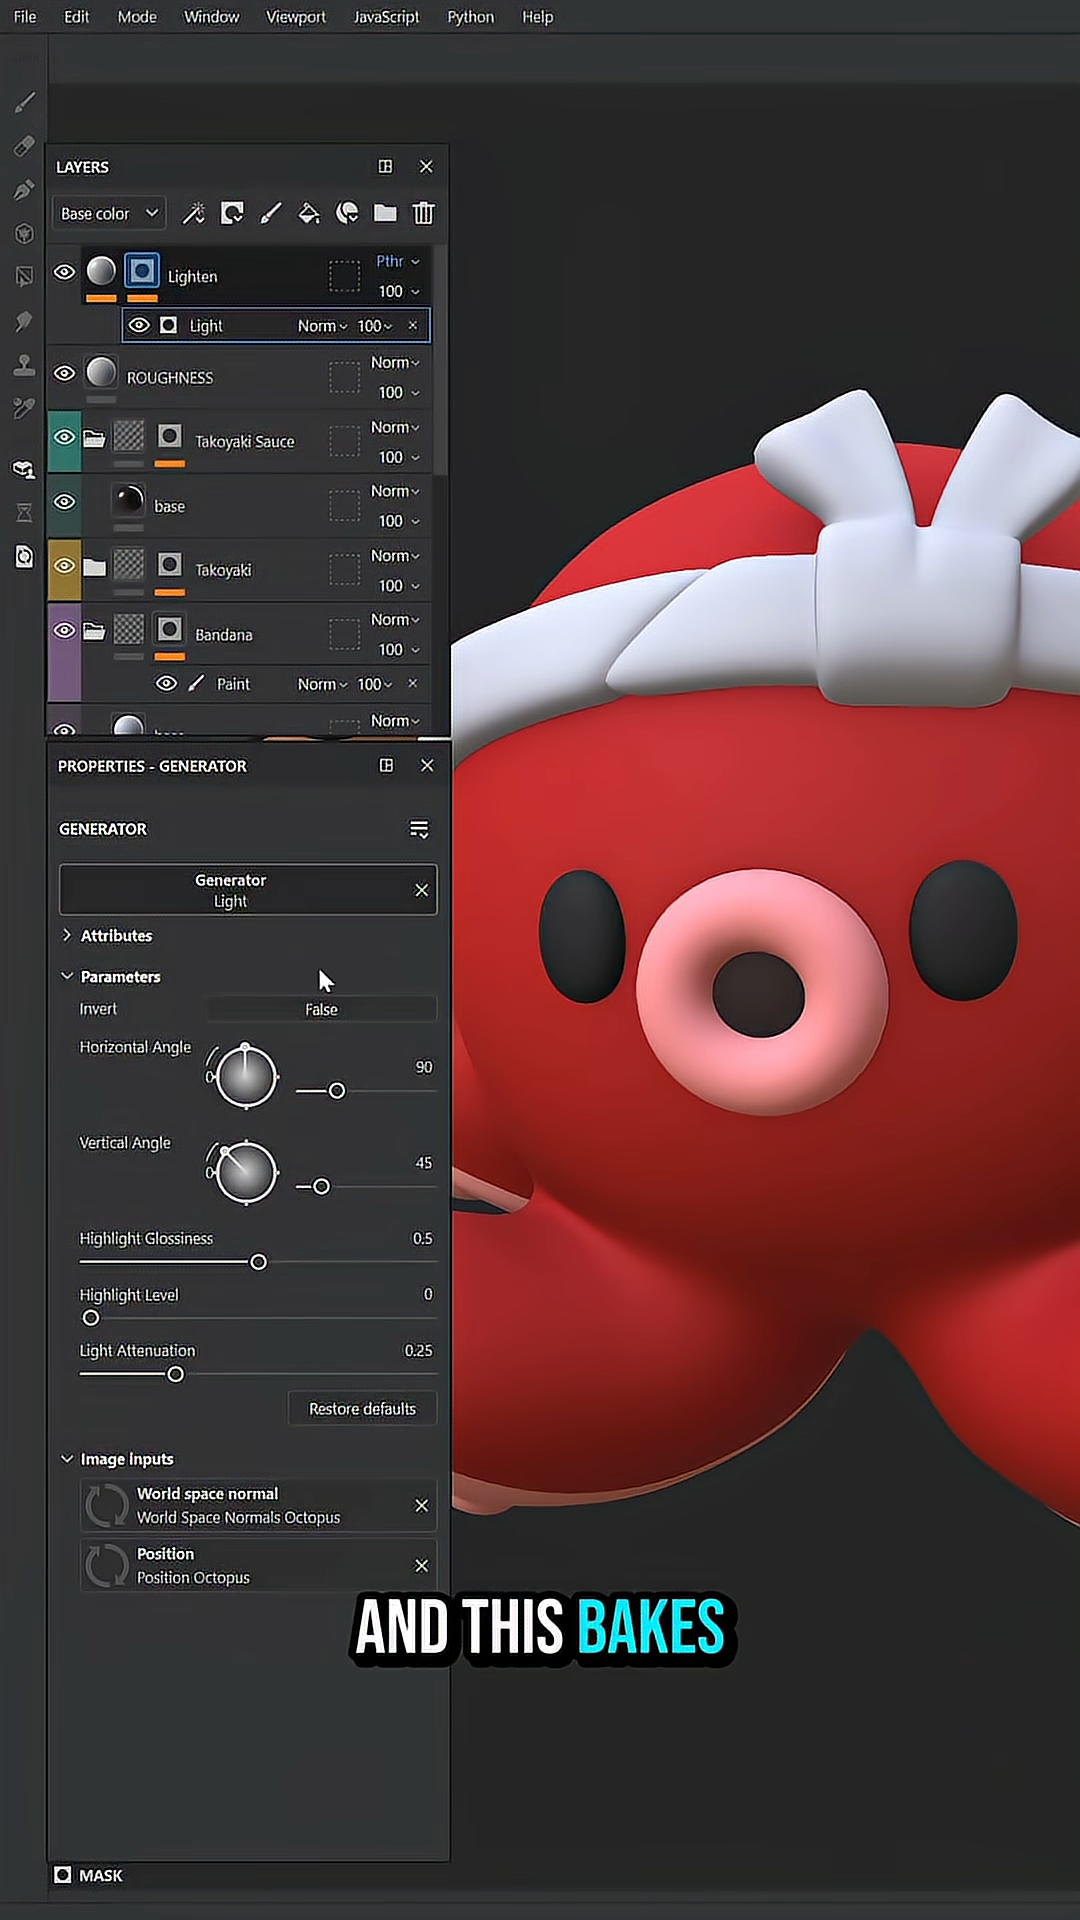 File Edit Mode Window Viewport JavaScript Python Help
LAYERS
Base color
Lighten
Pthr
100
Light Norm 100
ROUGHNESS
Norm
100
Takoyaki Sauce
Norm
100
base
Norm
100
Takoyaki
Norm
100
Bandana
Norm
100
Paint Norm 100
Norm
PROPERTIES - GENERATOR
GENERATOR
Generator
Light
Attributes
Parameters
Invert False
Horizontal Angle
0
90
Vertical Angle
0
45
Highlight Glossiness 0.5
Highlight Level 0
Light Attenuation 0.25
Restore defaults
Image inputs
World space normal
World Space Normals Octopus
Position
Position Octopus
AND THIS BAKES
MASK